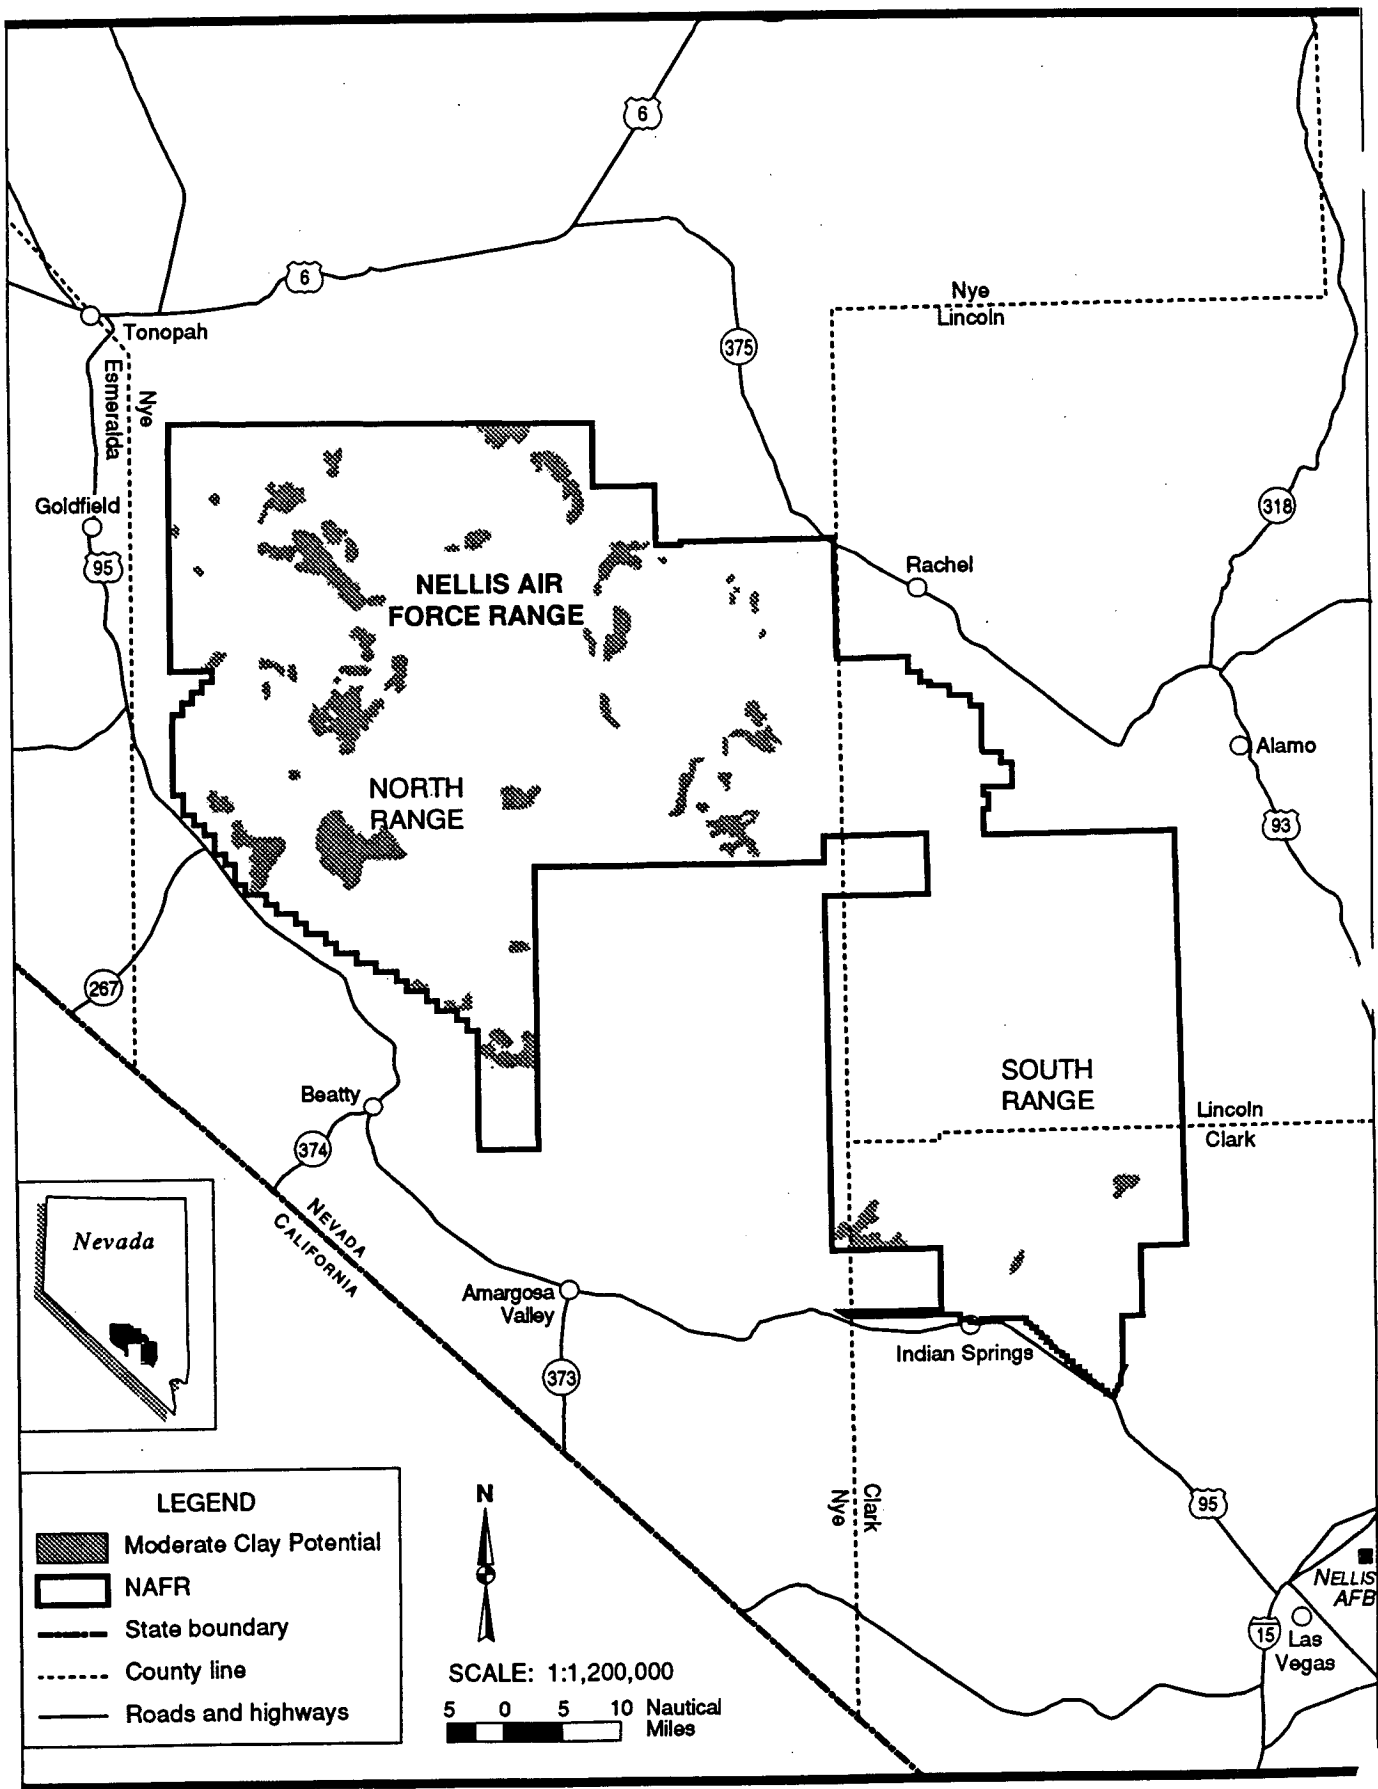 6
6
Tonopah
Esmeralda
Nye
375
Nye
Lincoln
Goldfield
95
318
NELLIS AIR
FORCE RANGE
Rachel
Alamo
NORTH
RANGE
93
267
SOUTH
RANGE
Beatty
374
Lincoln
Clark
NEVADA
CALIFORNIA
Nevada
Amargosa
Valley
Indian Springs
373
Clark
Nye
95
NELLIS
AFB
15
Las
Vegas
LEGEND
Moderate Clay Potential
NAFR
State boundary
County line
Roads and highways
N
SCALE: 1:1,200,000
5 0 5 10 Nautical
Miles